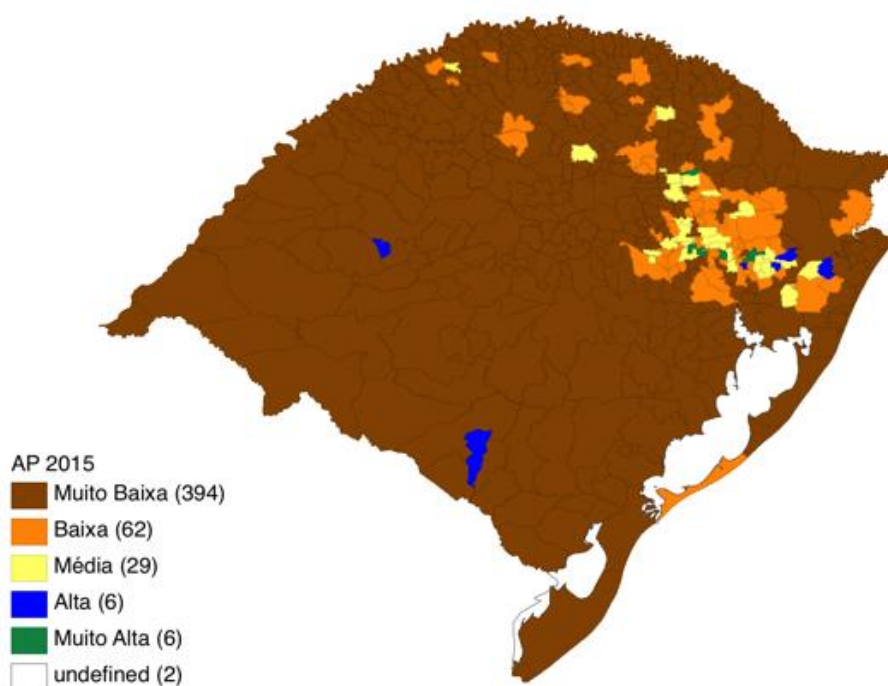 AP 2015
Muito Baixa (394)
Baixa (62)
Média (29)
Alta (6)
Muito Alta (6)
undefined (2)